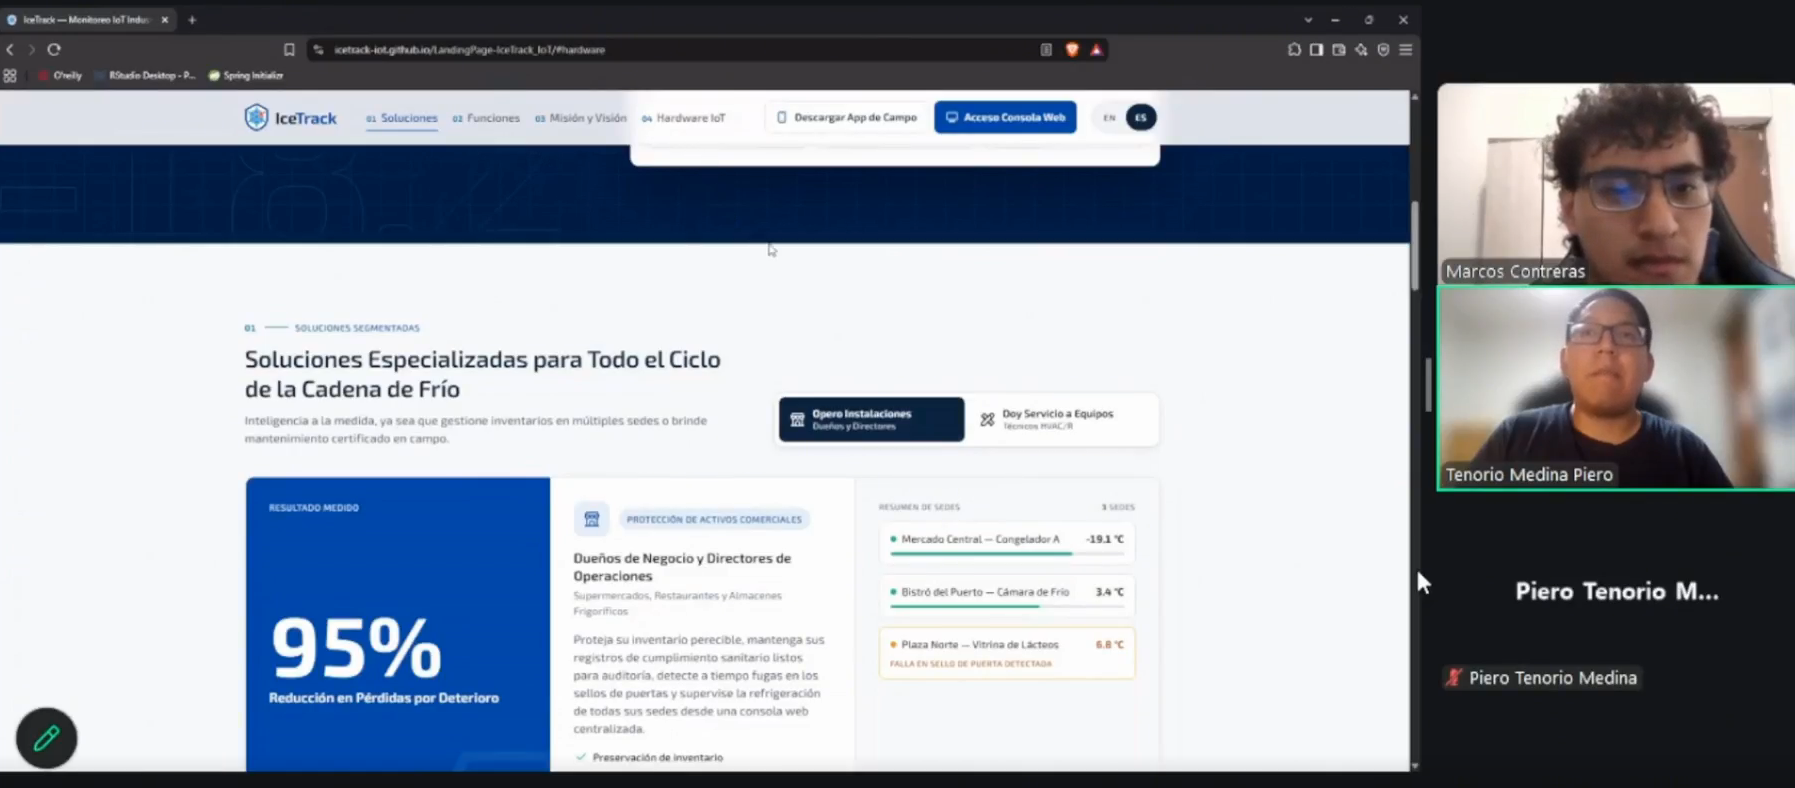 IceTrack — Monitoreo IoT Indus
icetrack-iot.github.io/LandingPage-IceTrack_IoT/#hardware
O'reilly
RStudio Desktop - P...
Spring Initializr
IceTrack
01 Soluciones
02 Funciones
03 Misión y Visión
04 Hardware IoT
Descargar App de Campo
Acceso Consola Web
EN
ES
01 SOLUCIONES SEGMENTADAS
Soluciones Especializadas para Todo el Ciclo
de la Cadena de Frío
Inteligencia a la medida, ya sea que gestione inventarios en múltiples sedes o brinde
mantenimiento certificado en campo.
Opero Instalaciones
Dueños y Directores
Doy Servicio a Equipos
Técnicos HVAC/R
RESULTADO MEDIDO
95%
Reducción en Pérdidas por Deterioro
PROTECCIÓN DE ACTIVOS COMERCIALES
Dueños de Negocio y Directores de
Operaciones
Supermercados, Restaurantes y Almacenes
Frigoríficos
Proteja su inventario perecible, mantenga sus
registros de cumplimiento sanitario listos
para auditoría, detecte a tiempo fugas en los
sellos de puertas y supervise la refrigeración
de todas sus sedes desde una consola web
centralizada.
Preservación de inventario
RESUMEN DE SEDES
3 SEDES
Mercado Central — Congelador A -19.1 °C
Bistró del Puerto — Cámara de Frío 3.4 °C
Plaza Norte — Vitrina de Lácteos 6.8 °C
FALLA EN SELLO DE PUERTA DETECTADA
Marcos Contreras
Tenorio Medina Piero
Piero Tenorio M...
Piero Tenorio Medina